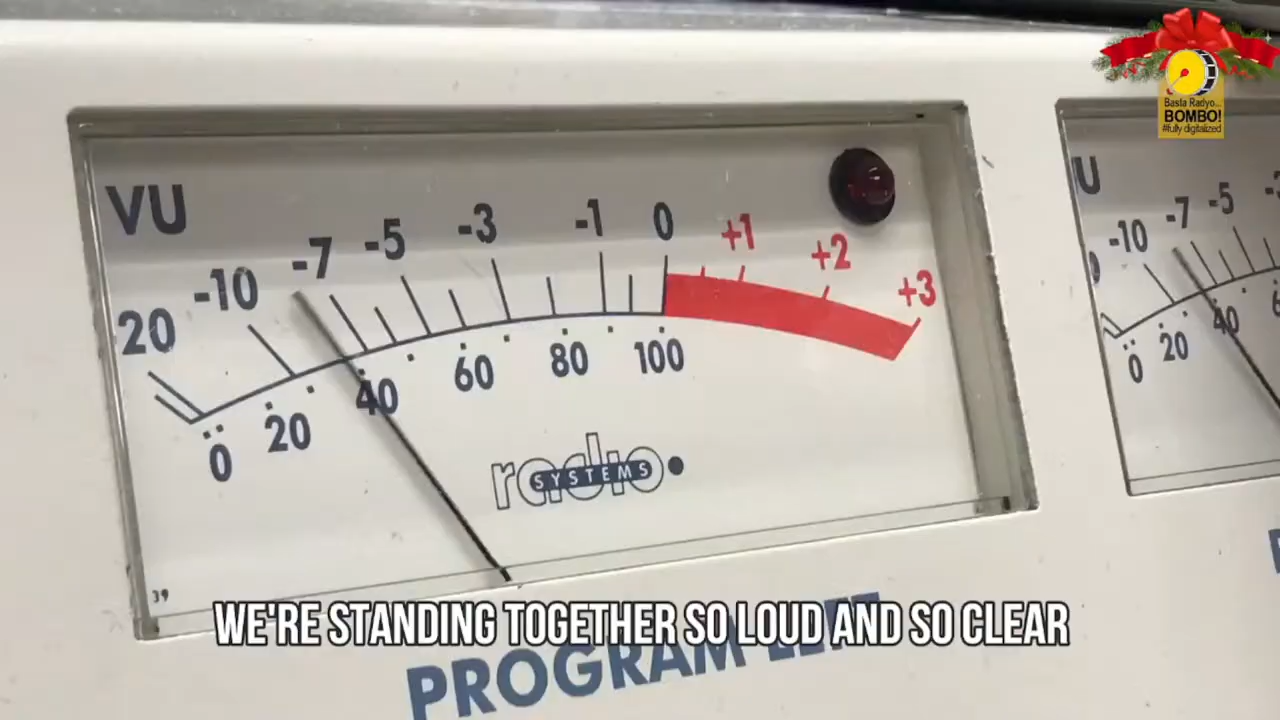 Basta Radyo...
BOMBO!
#fully digitalized
VU
20 -10 -7 -5 -3 -1 0 +1 +2 +3
0 20 40 60 80 100
radio
SYSTEMS
39
U
-10 -7 -5
0 20 40
WE'RE STANDING TOGETHER SO LOUD AND SO CLEAR
PROGRAM LEFT